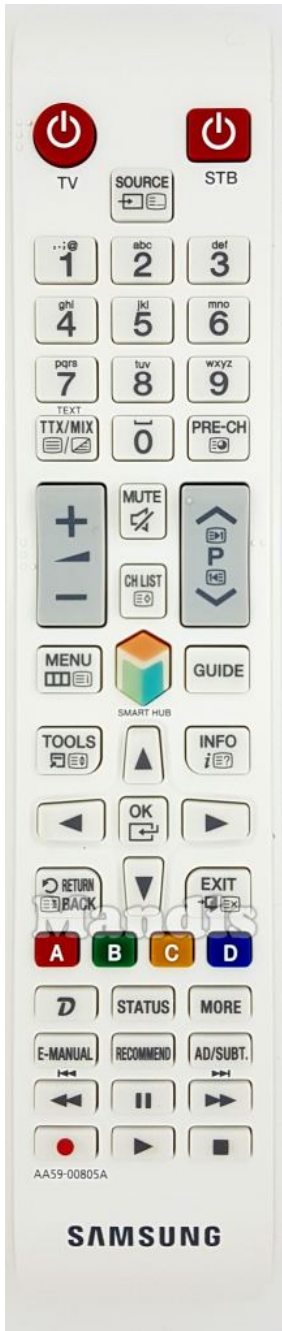 TV STB
SOURCE
.-;@ abc def
1 2 3
ghi jkl mno
4 5 6
pqrs tuv wxyz
7 8 9
TEXT
TTX/MIX 0 PRE-CH
MUTE
+ P −
CH LIST
MENU GUIDE
SMART HUB
TOOLS INFO
i
OK
RETURN EXIT
BACK
Mandis
A B C D
D STATUS MORE
E-MANUAL RECOMMEND AD/SUBT.
AA59-00805A
SAMSUNG